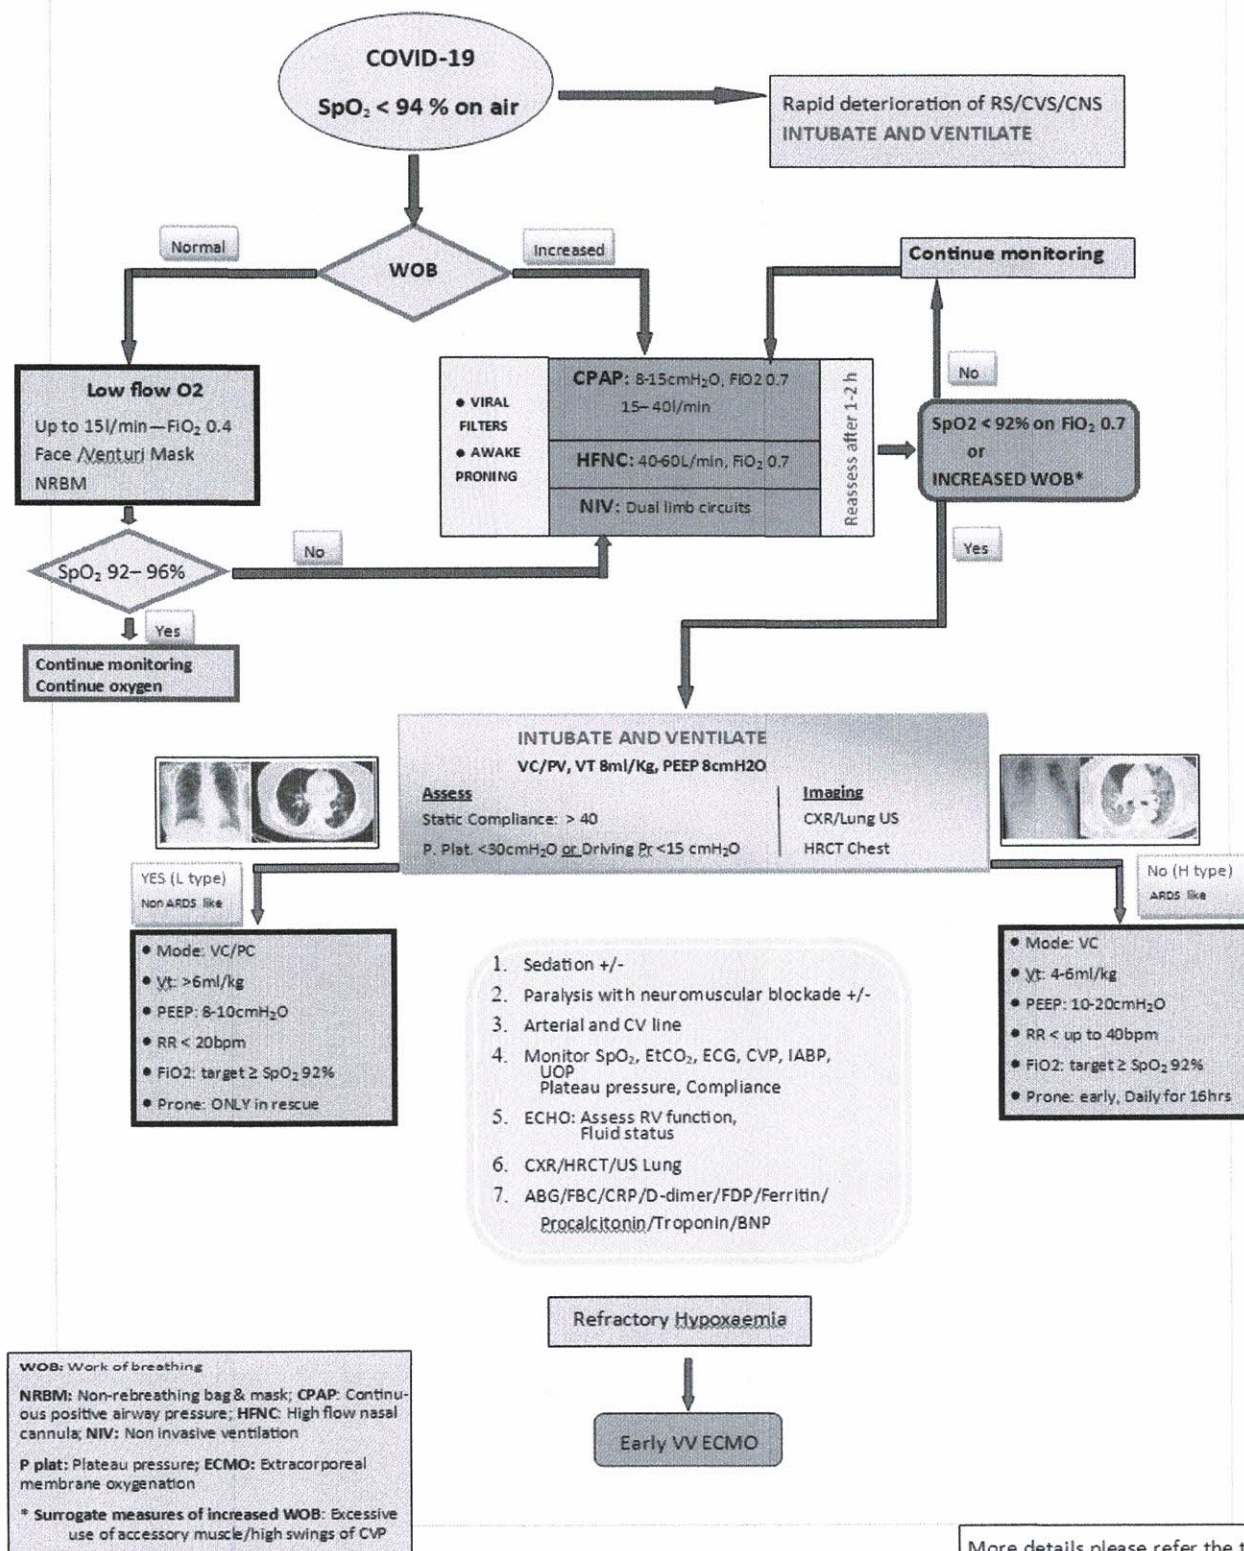 COVID-19
SpO₂ < 94 % on air
Rapid deterioration of RS/CVS/CNS
INTUBATE AND VENTILATE
Normal
WOB
Increased
Continue monitoring
Low flow O2
Up to 15l/min—FiO₂ 0.4
Face /Venturi Mask
NRBM
• VIRAL
FILTERS
• AWAKE
PRONING
CPAP: 8-15cmH₂O, FiO2 0.7
15– 40l/min
HFNC: 40-60L/min, FiO₂ 0.7
NIV: Dual limb circuits
Reassess after 1-2 h
No
SpO2 < 92% on FiO₂ 0.7
or
INCREASED WOB*
SpO₂ 92– 96%
No
Yes
Yes
Continue monitoring
Continue oxygen
INTUBATE AND VENTILATE
VC/PV, VT 8ml/Kg, PEEP 8cmH2O
Assess
Static Compliance: > 40
P. Plat. <30cmH₂O or Driving Pr <15 cmH₂O
Imaging
CXR/Lung US
HRCT Chest
YES (L type)
Non ARDS like
No (H type)
ARDS like
• Mode: VC/PC
• Vt: >6ml/kg
• PEEP: 8-10cmH₂O
• RR < 20bpm
• FiO2: target ≥ SpO₂ 92%
• Prone: ONLY in rescue
1. Sedation +/-
2. Paralysis with neuromuscular blockade +/-
3. Arterial and CV line
4. Monitor SpO₂, EtCO₂, ECG, CVP, IABP,
UOP
Plateau pressure, Compliance
5. ECHO: Assess RV function,
Fluid status
6. CXR/HRCT/US Lung
7. ABG/FBC/CRP/D-dimer/FDP/Ferritin/
Procalcitonin/Troponin/BNP
• Mode: VC
• Vt: 4-6ml/kg
• PEEP: 10-20cmH₂O
• RR < up to 40bpm
• FiO2: target ≥ SpO₂ 92%
• Prone: early, Daily for 16hrs
Refractory Hypoxaemia
Early VV ECMO
WOB: Work of breathing
NRBM: Non-rebreathing bag & mask; CPAP: Continu-
ous positive airway pressure; HFNC: High flow nasal
cannula; NIV: Non invasive ventilation
P plat: Plateau pressure; ECMO: Extracorporeal
membrane oxygenation
* Surrogate measures of increased WOB: Excessive
use of accessory muscle/high swings of CVP
More details please refer the t